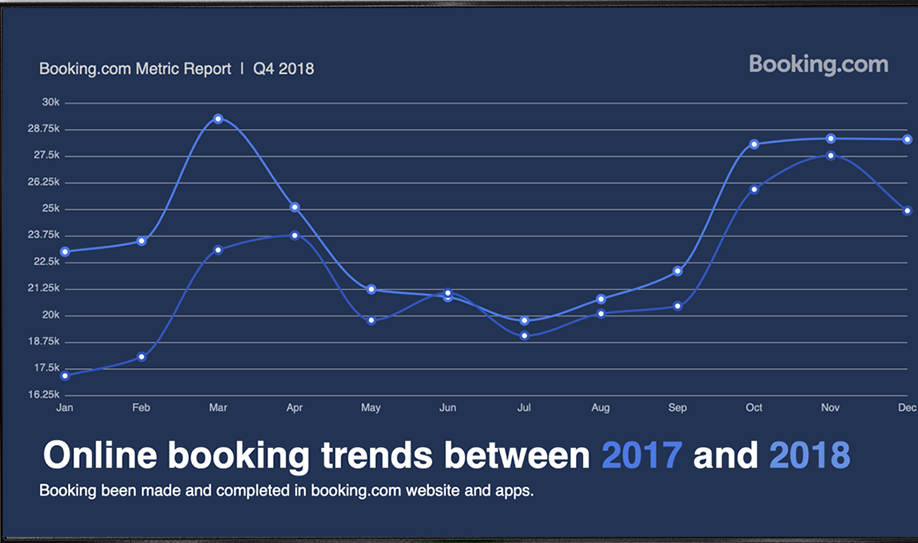 Booking.com Metric Report | Q4 2018
Booking.com
30k
28.75k
27.5k
26.25k
25k
23.75k
22.5k
21.25k
20k
18.75k
17.5k
16.25k
Jan Feb Mar Apr May Jun Jul Aug Sep Oct Nov Dec
Online booking trends between 2017 and 2018
Booking been made and completed in booking.com website and apps.